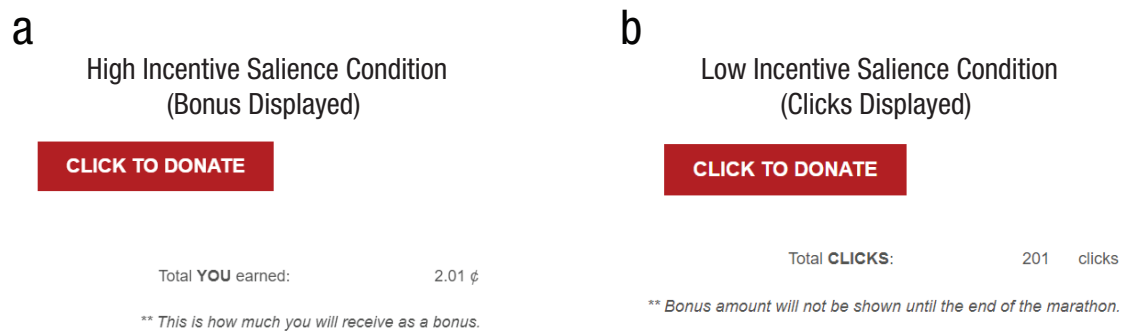 a
High Incentive Salience Condition
(Bonus Displayed)
CLICK TO DONATE
Total YOU earned: 2.01 ¢
** This is how much you will receive as a bonus.
b
Low Incentive Salience Condition
(Clicks Displayed)
CLICK TO DONATE
Total CLICKS: 201 clicks
** Bonus amount will not be shown until the end of the marathon.